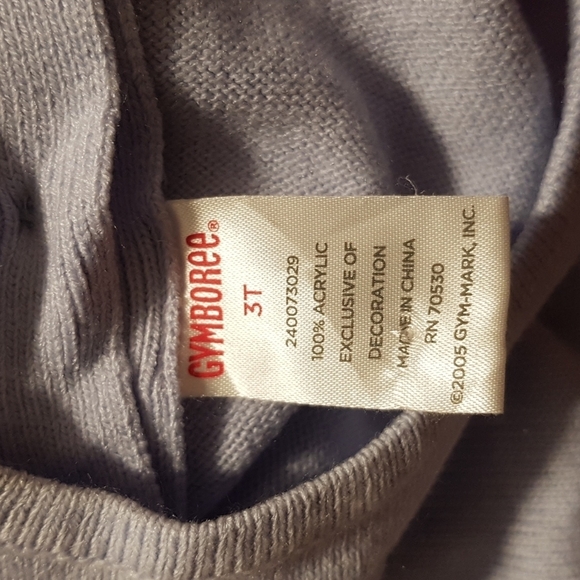 GYMBOREE®
3T
240073029
100% ACRYLIC
EXCLUSIVE OF
DECORATION
MADE IN CHINA
RN 70530
©2005 GYM-MARK, INC.